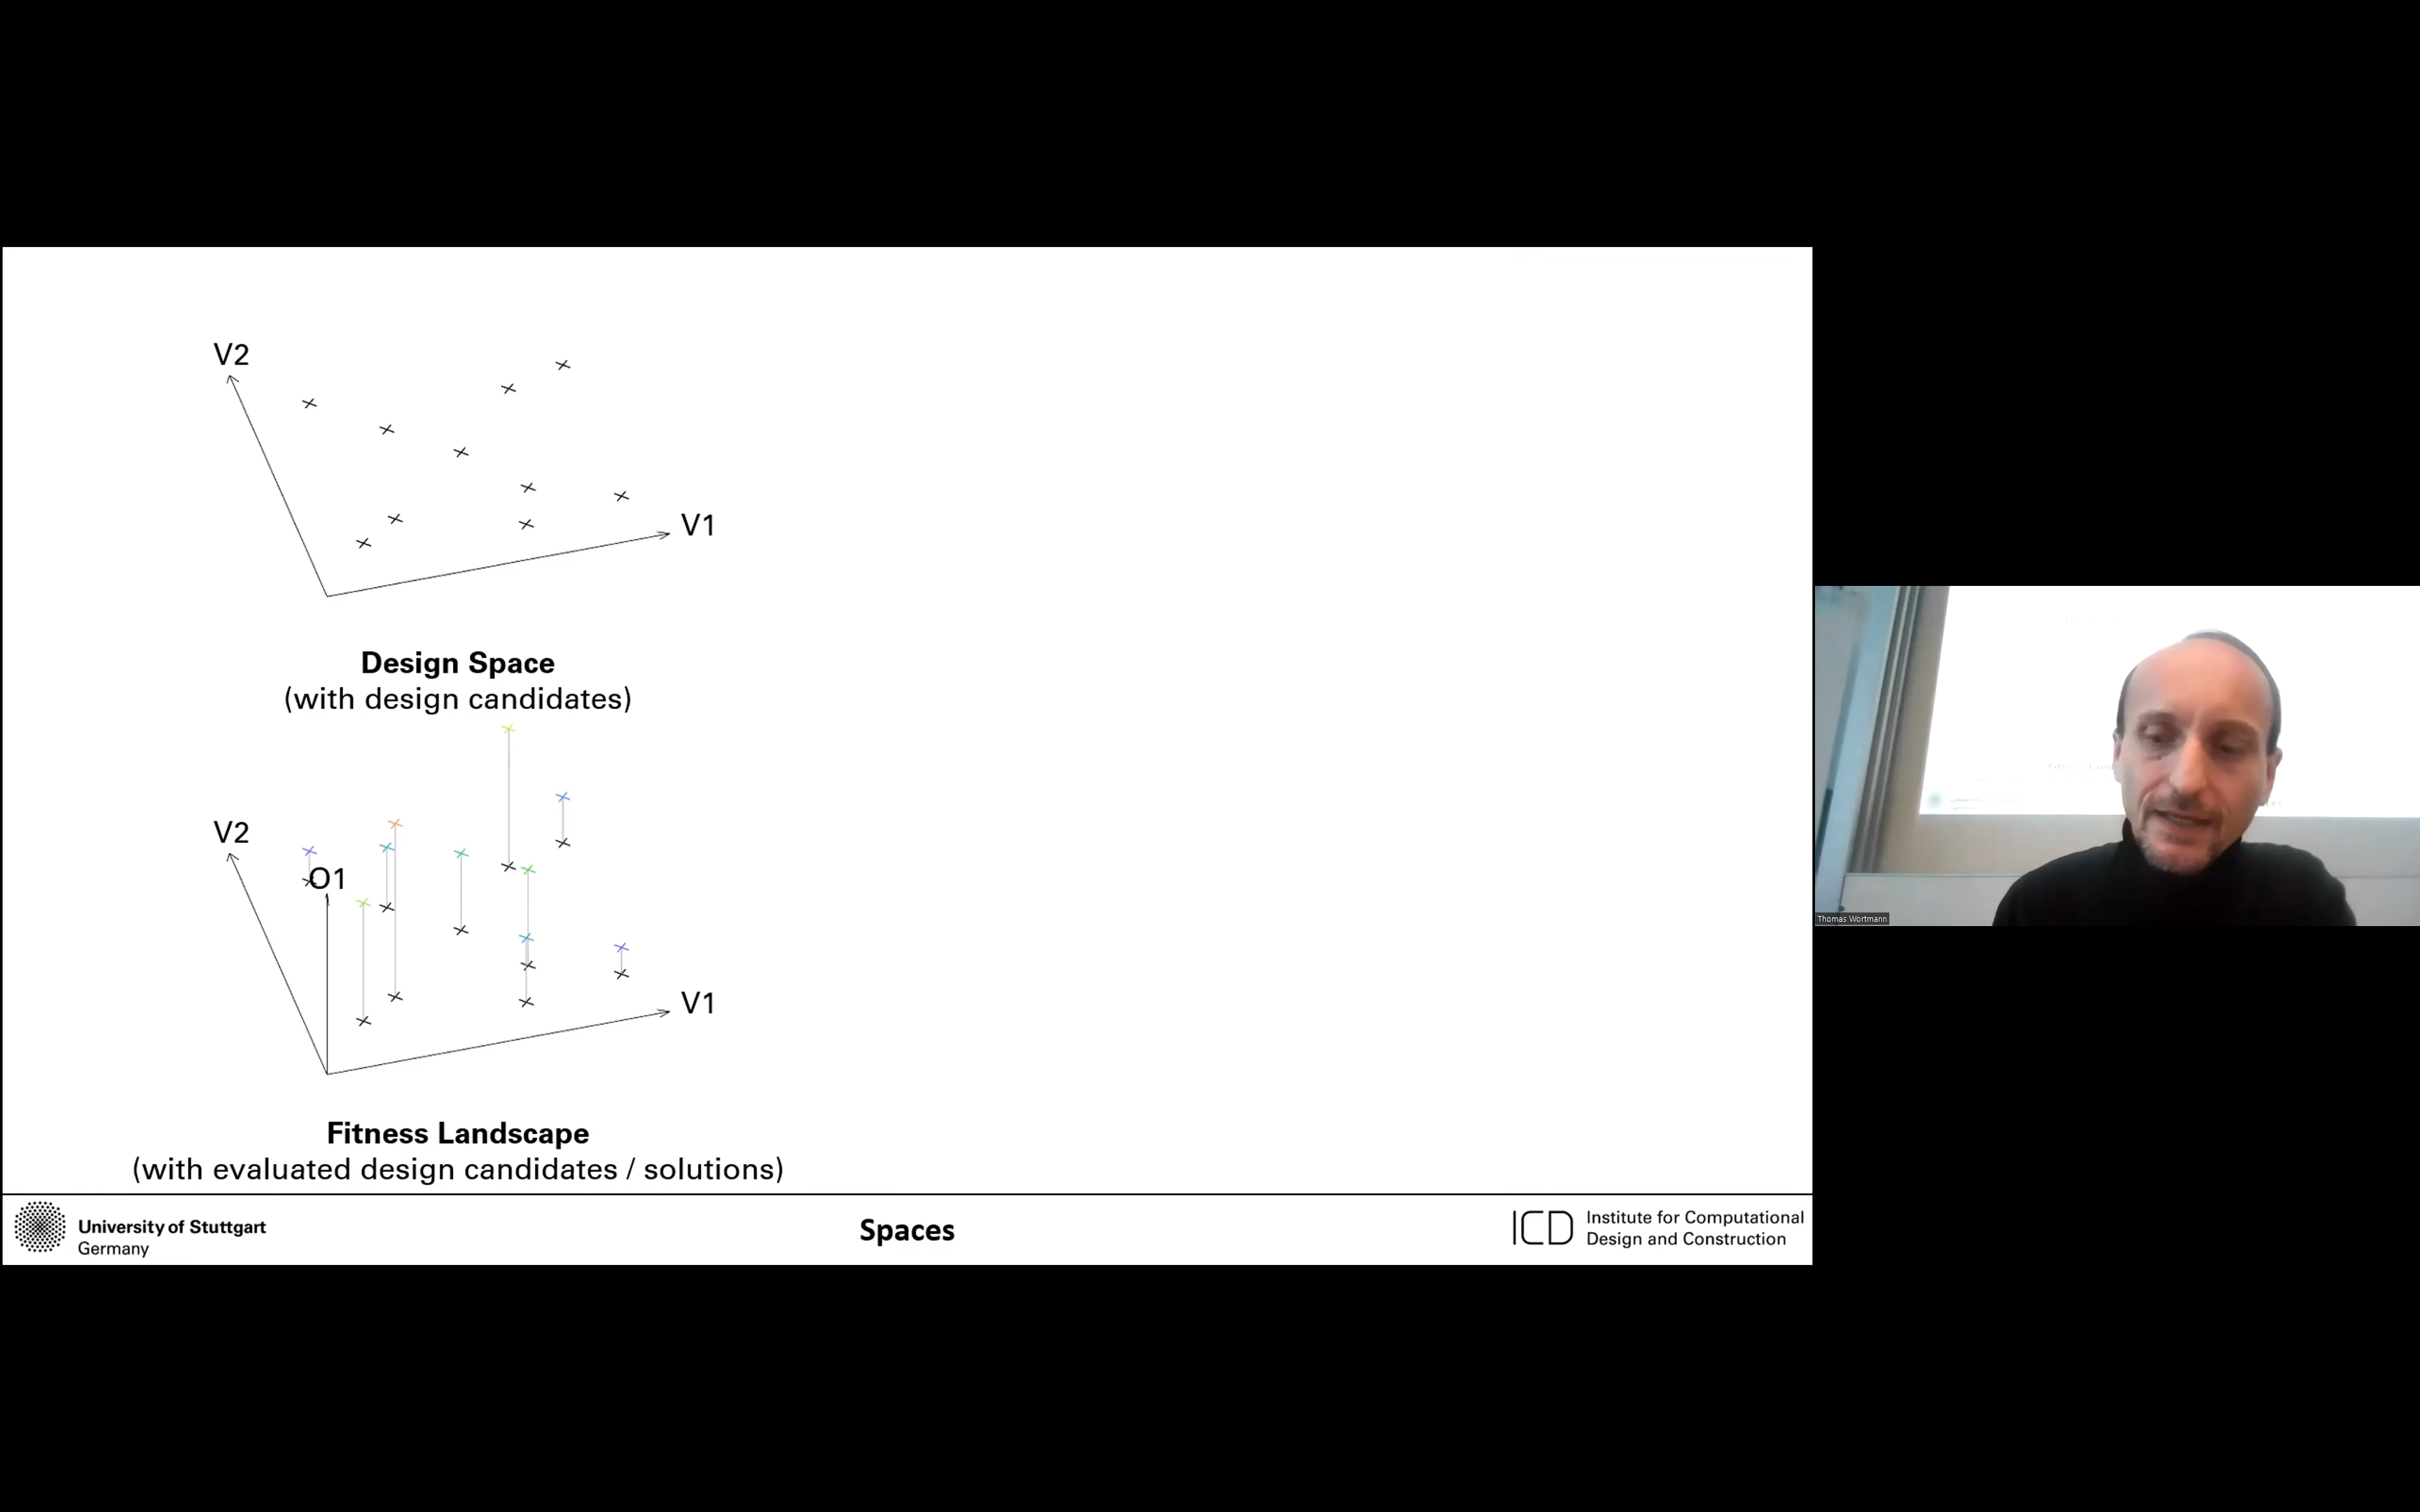 V2
V1
Design Space
(with design candidates)
V2
O1
V1
Fitness Landscape
(with evaluated design candidates / solutions)
University of Stuttgart
Germany
Spaces
ICD
Institute for Computational
Design and Construction
Thomas Wortmann